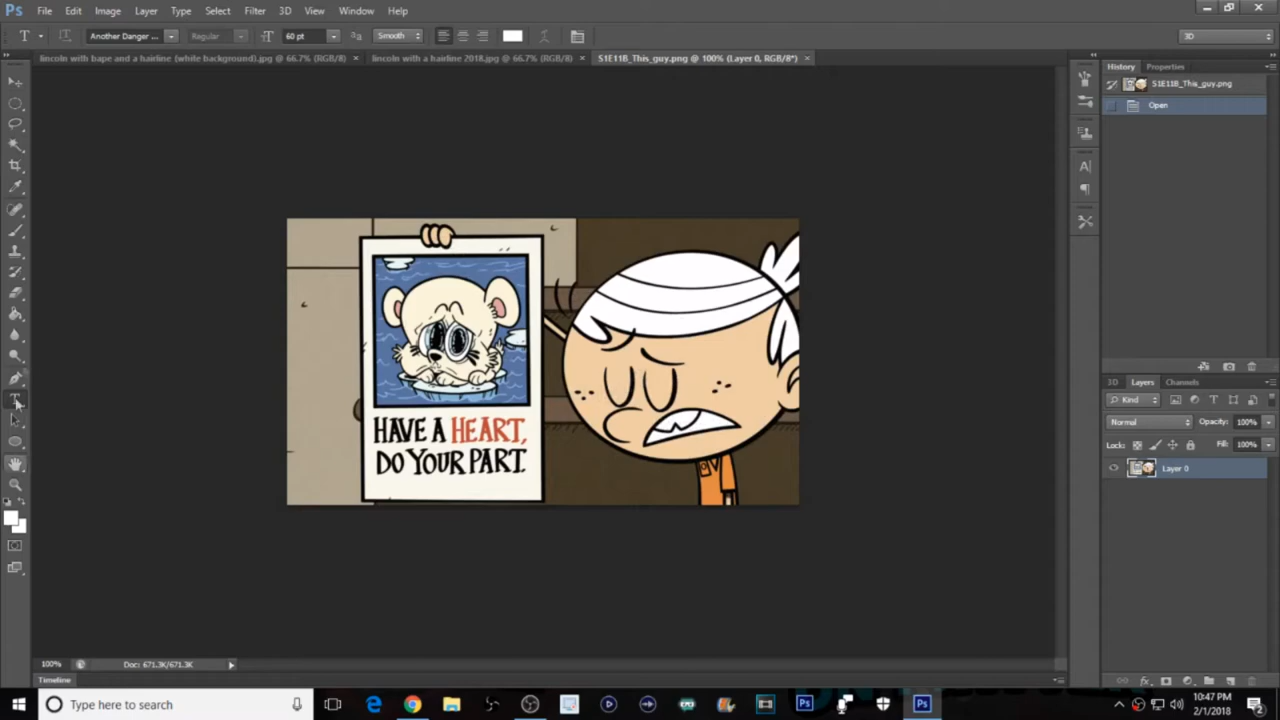 Ps File Edit Image Layer Type Select Filter 3D View Window Help
T Another Danger ... Regular T 60 pt aa Smooth 3D
lincoln with bape and a hairline (white background).jpg @ 66.7% (RGB/8) × lincoln with a hairline 2018.jpg @ 66.7% (RGB/8) × S1E11B_This_guy.png @ 100% (Layer 0, RGB/8*) ×
History Properties
S1E11B_This_guy.png
Open
HAVE A HEART,
DO YOUR PART.
3D Layers Channels
Kind
Normal Opacity: 100%
Lock: Fill: 100%
Layer 0
100% Doc: 671.3K/671.3K
Timeline
Type here to search
10:47 PM
2/1/2018
2